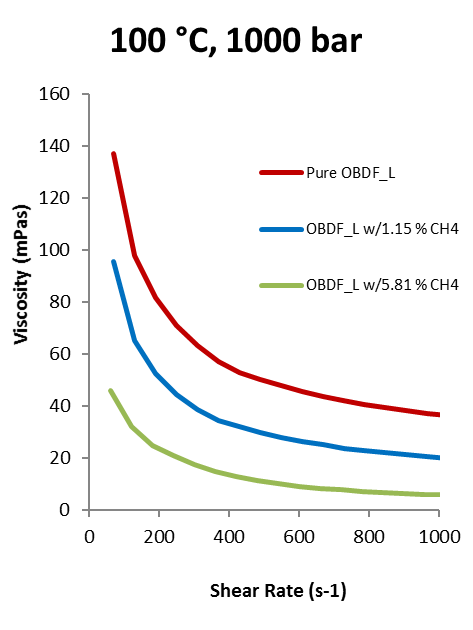 100 °C, 1000 bar
160
140
120
100
80
60
40
20
0
Viscosity (mPas)
Pure OBDF_L
OBDF_L w/1.15 % CH4
OBDF_L w/5.81 % CH4
0 200 400 600 800 1000
Shear Rate (s-1)